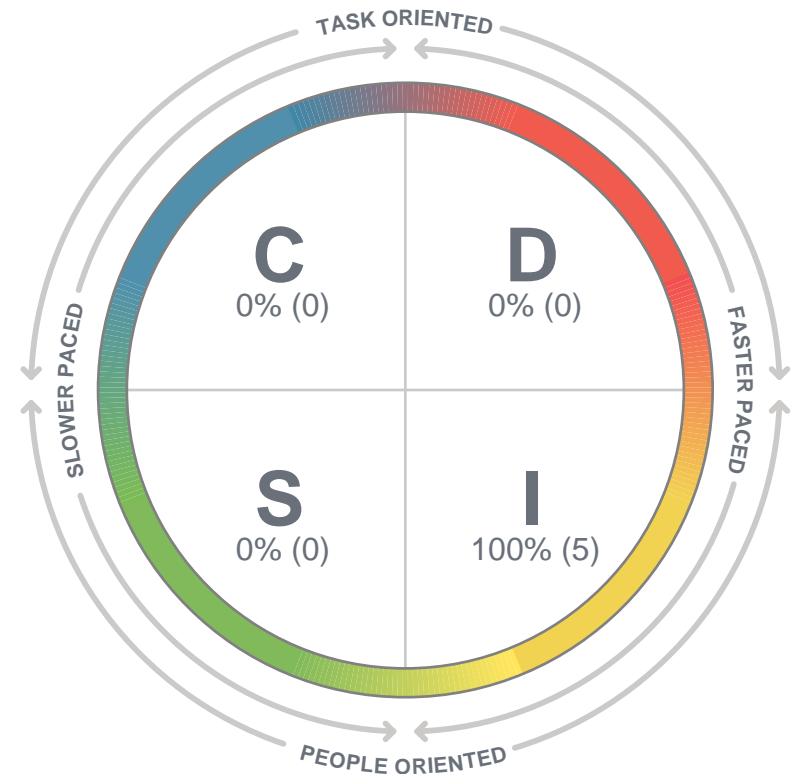 TASK ORIENTED
C
0% (0)
D
0% (0)
SLOWER PACED
FASTER PACED
S
0% (0)
I
100% (5)
PEOPLE ORIENTED